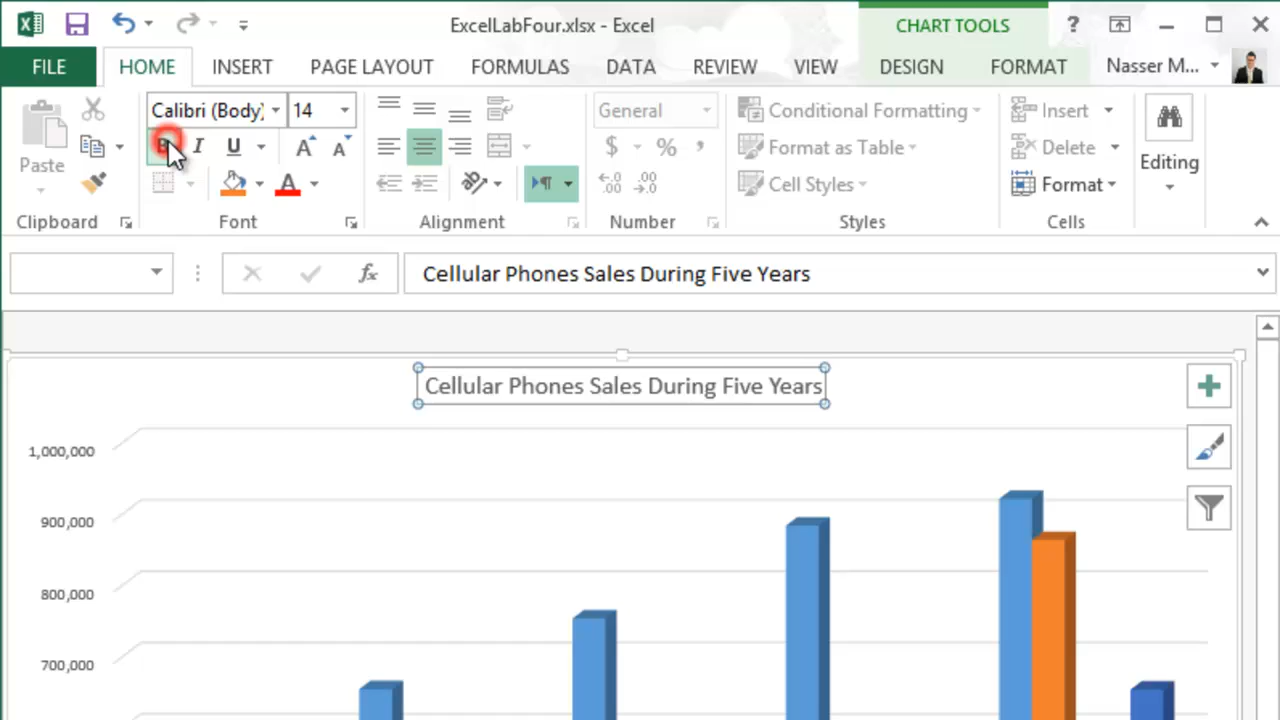 ExcelLabFour.xlsx - Excel
CHART TOOLS
?
FILE
HOME
INSERT
PAGE LAYOUT
FORMULAS
DATA
REVIEW
VIEW
DESIGN
FORMAT
Nasser M...
Paste
Clipboard
Calibri (Body)
14
B I U A A
A
Font
Alignment
General
$ % ,
.00 .00
Number
Conditional Formatting
Format as Table
Cell Styles
Styles
Insert
Delete
Format
Cells
Editing
fx
Cellular Phones Sales During Five Years
Cellular Phones Sales During Five Years
1,000,000
900,000
800,000
700,000